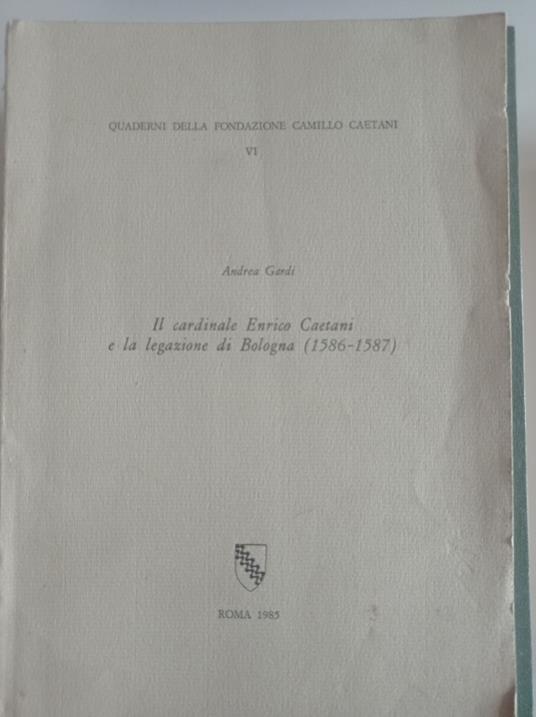 QUADERNI DELLA FONDAZIONE CAMILLO CAETANI
VI
Andrea Gardi
Il cardinale Enrico Caetani
e la legazione di Bologna (1586-1587)
ROMA 1985